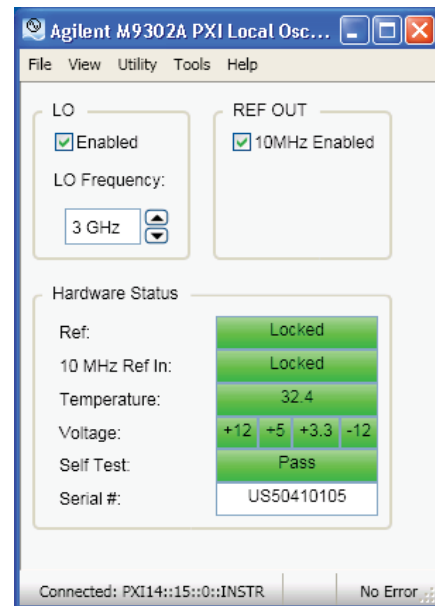 Agilent M9302A PXI Local Osc...
File View Utility Tools Help
LO
Enabled
LO Frequency:
3 GHz
REF OUT
10MHz Enabled
Hardware Status
Ref: Locked
10 MHz Ref In: Locked
Temperature: 32.4
Voltage: +12 +5 +3.3 -12
Self Test: Pass
Serial #: US50410105
Connected: PXI14::15::0::INSTR No Error